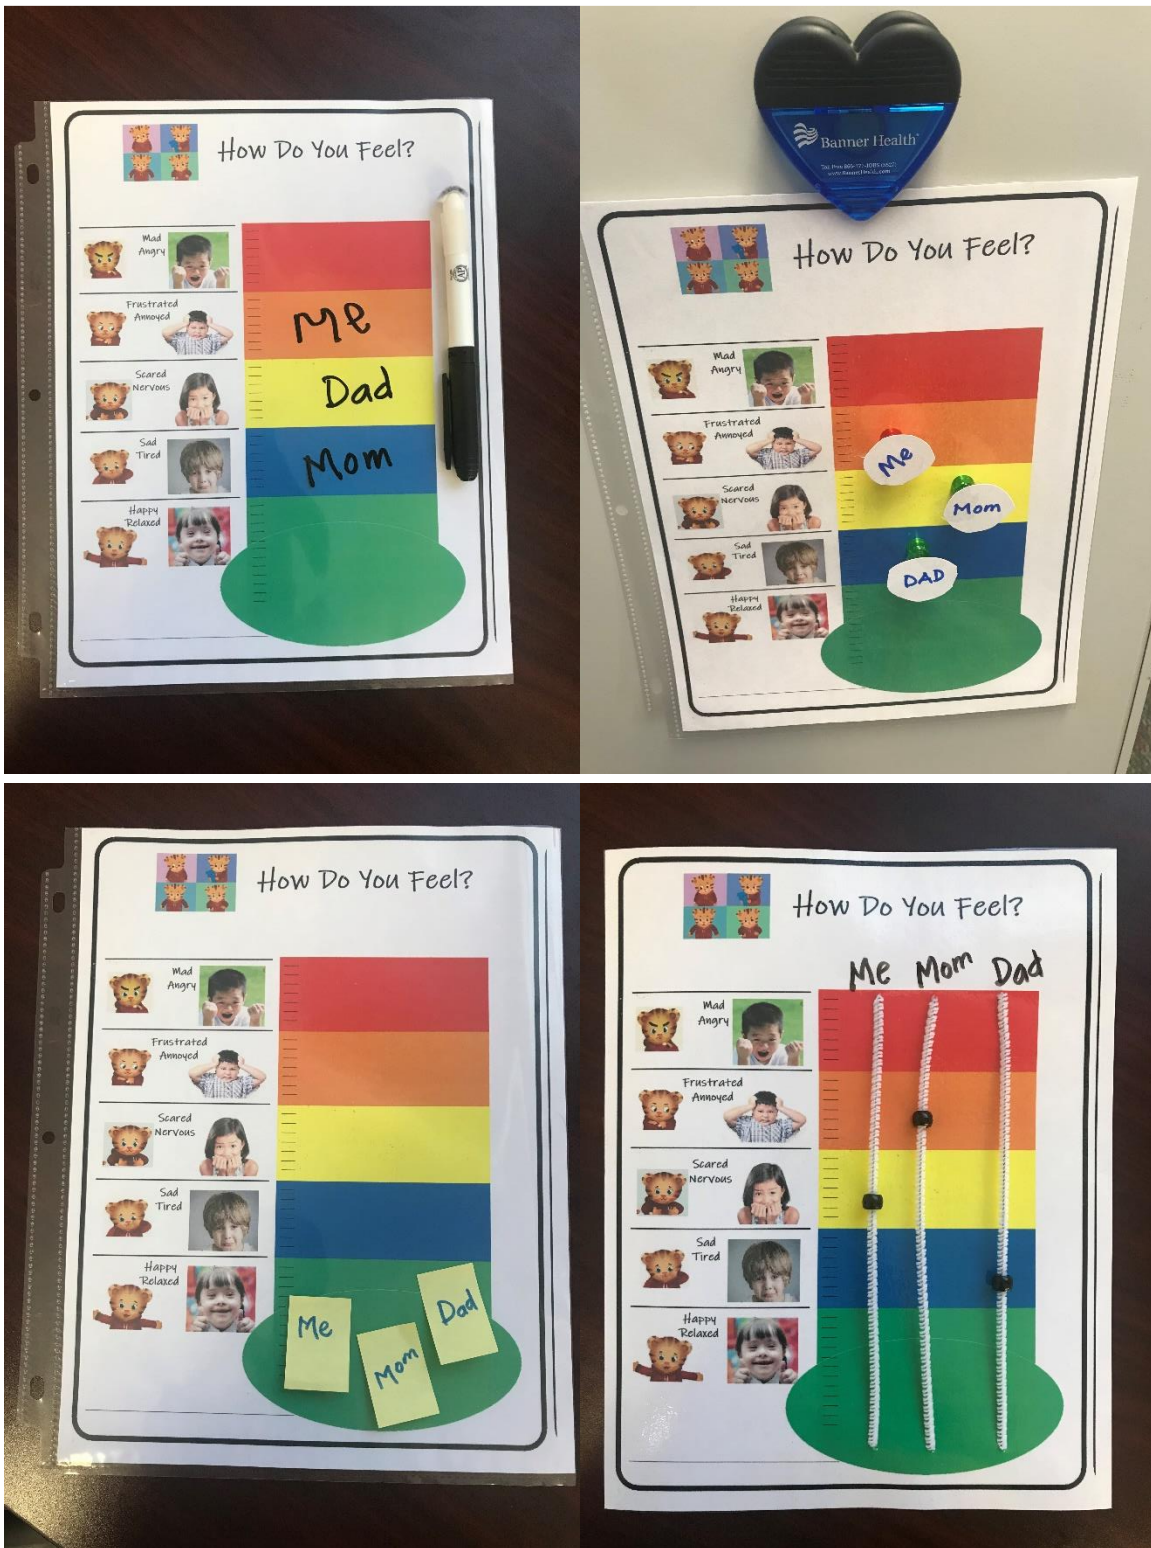 How Do You Feel?
Mad
Angry
Frustrated
Annoyed
Me
Scared
Nervous
Dad
Sad
Tired
Mom
Happy
Relaxed
Banner Health
How Do You Feel?
Mad
Angry
Frustrated
Annoyed
Me
Scared
Nervous
Mom
Sad
Tired
DAD
Happy
Relaxed
How Do You Feel?
Mad
Angry
Frustrated
Annoyed
Scared
Nervous
Sad
Tired
Happy
Relaxed
Me
Mom
Dad
How Do You Feel?
Me Mom Dad
Mad
Angry
Frustrated
Annoyed
Scared
Nervous
Sad
Tired
Happy
Relaxed